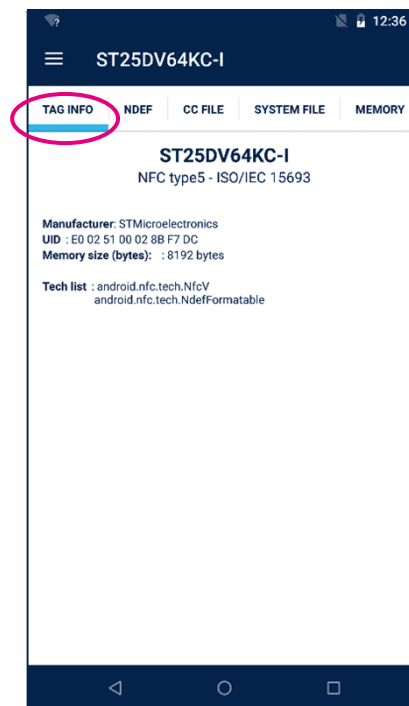 12:36
ST25DV64KC-I
TAG INFO NDEF CC FILE SYSTEM FILE MEMORY
ST25DV64KC-I
NFC type5 - ISO/IEC 15693
Manufacturer: STMicroelectronics
UID : E0 02 51 00 02 8B F7 DC
Memory size (bytes): : 8192 bytes
Tech list : android.nfc.tech.NfcV
android.nfc.tech.NdefFormatable